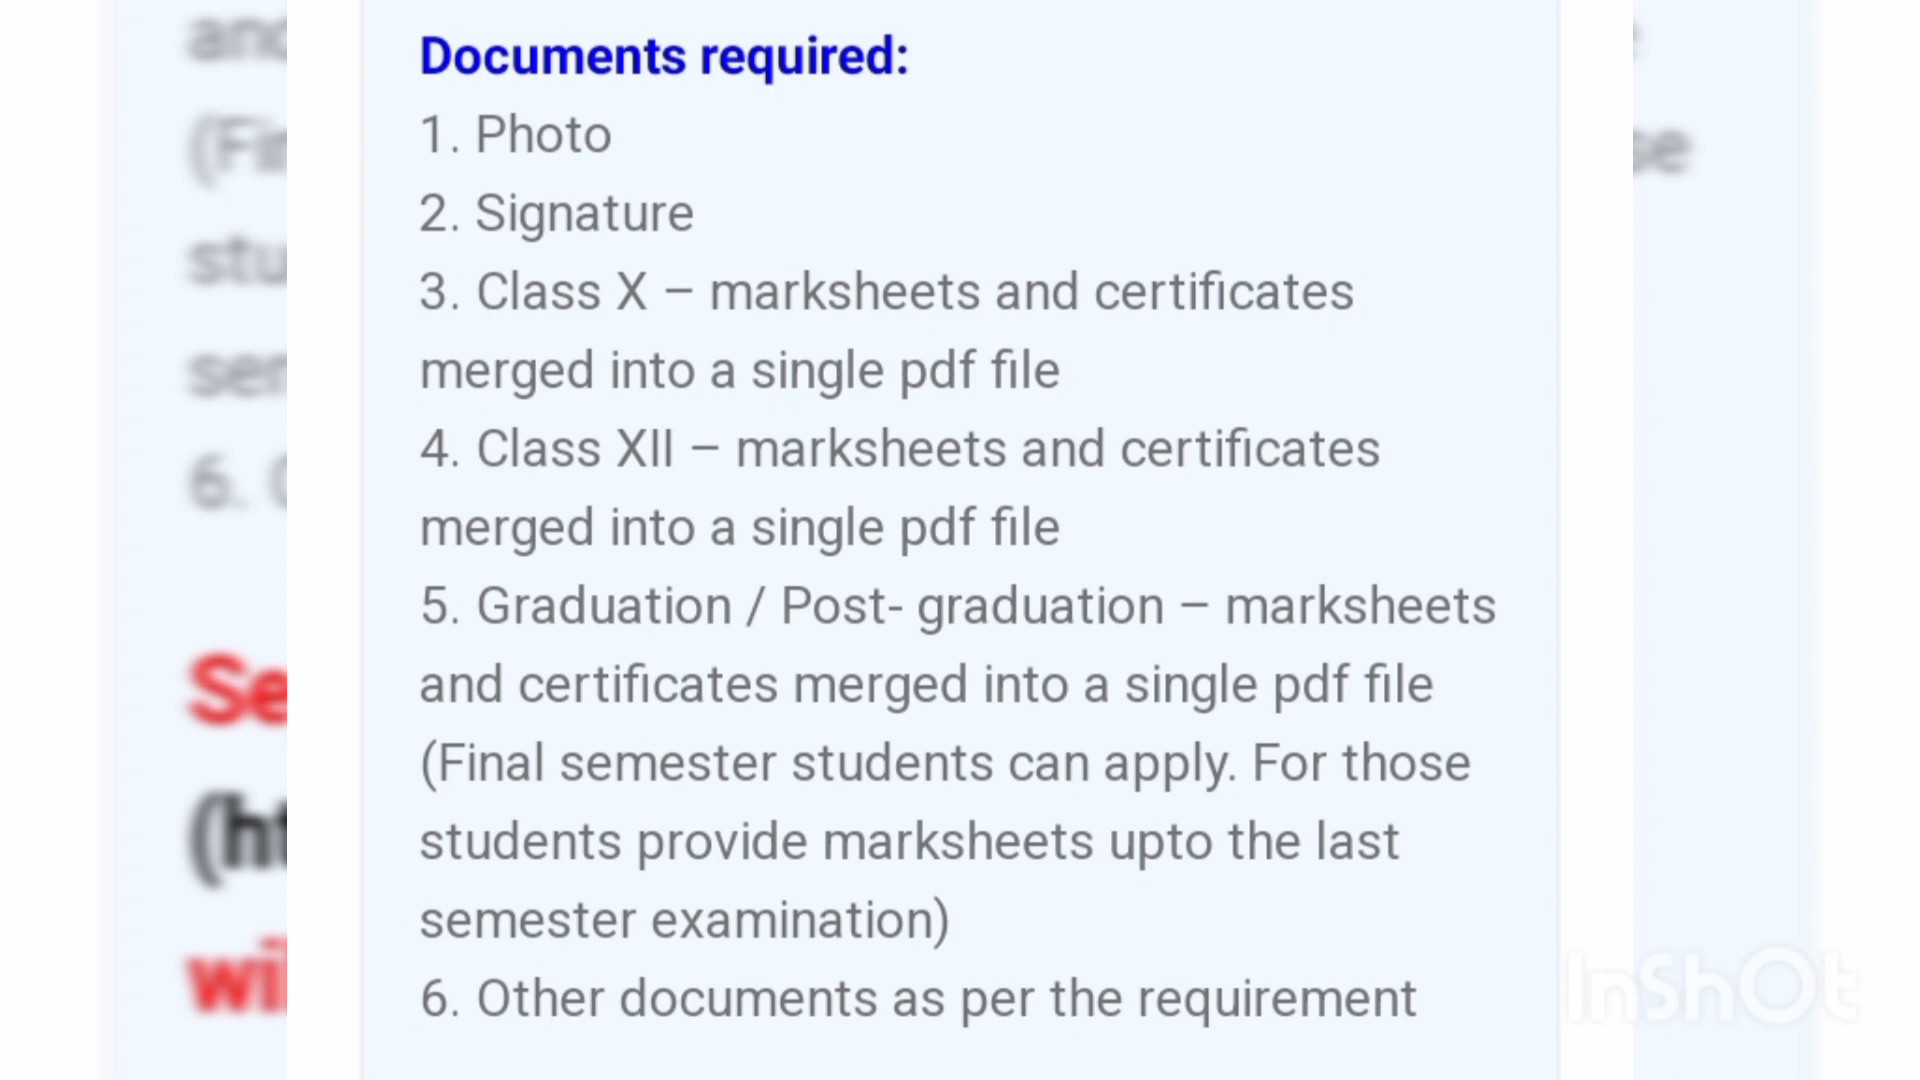 Documents required:
1. Photo
2. Signature
3. Class X – marksheets and certificates
merged into a single pdf file
4. Class XII – marksheets and certificates
merged into a single pdf file
5. Graduation / Post- graduation – marksheets
and certificates merged into a single pdf file
(Final semester students can apply. For those
students provide marksheets upto the last
semester examination)
6. Other documents as per the requirement
InShOt